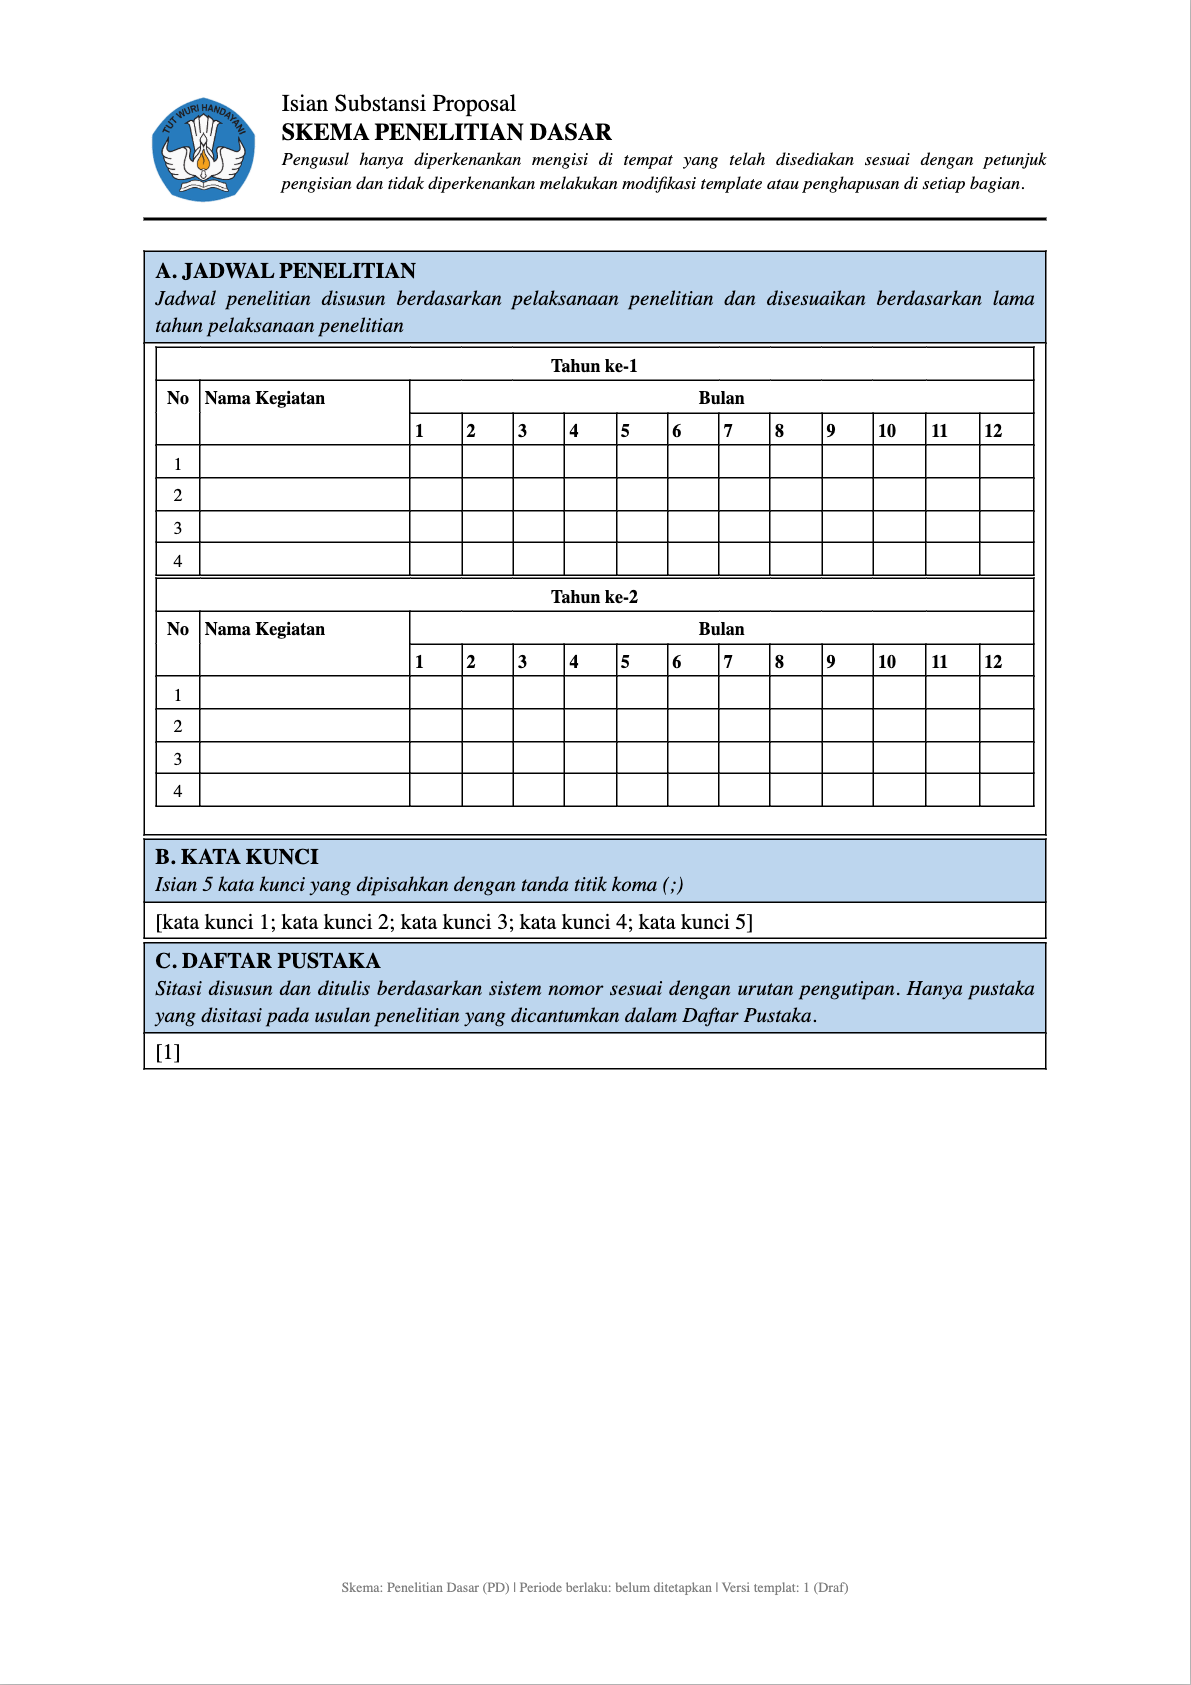 TUT WURI HANDAYANI
Isian Substansi Proposal
SKEMA PENELITIAN DASAR
Pengusul hanya diperkenankan mengisi di tempat yang telah disediakan sesuai dengan petunjuk
pengisian dan tidak diperkenankan melakukan modifikasi template atau penghapusan di setiap bagian.
A. JADWAL PENELITIAN
Jadwal penelitian disusun berdasarkan pelaksanaan penelitian dan disesuaikan berdasarkan lama
tahun pelaksanaan penelitian
Tahun ke-1
No Nama Kegiatan Bulan
1 2 3 4 5 6 7 8 9 10 11 12
1
2
3
4
Tahun ke-2
No Nama Kegiatan Bulan
1 2 3 4 5 6 7 8 9 10 11 12
1
2
3
4
B. KATA KUNCI
Isian 5 kata kunci yang dipisahkan dengan tanda titik koma (;)
[kata kunci 1; kata kunci 2; kata kunci 3; kata kunci 4; kata kunci 5]
C. DAFTAR PUSTAKA
Sitasi disusun dan ditulis berdasarkan sistem nomor sesuai dengan urutan pengutipan. Hanya pustaka
yang disitasi pada usulan penelitian yang dicantumkan dalam Daftar Pustaka.
[1]
Skema: Penelitian Dasar (PD) | Periode berlaku: belum ditetapkan | Versi templat: 1 (Draf)